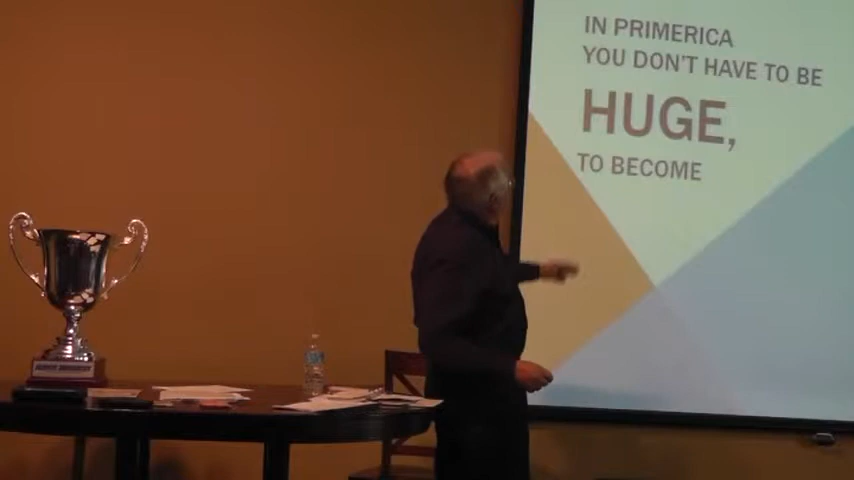 IN PRIMERICA
YOU DON'T HAVE TO BE
HUGE,
TO BECOME